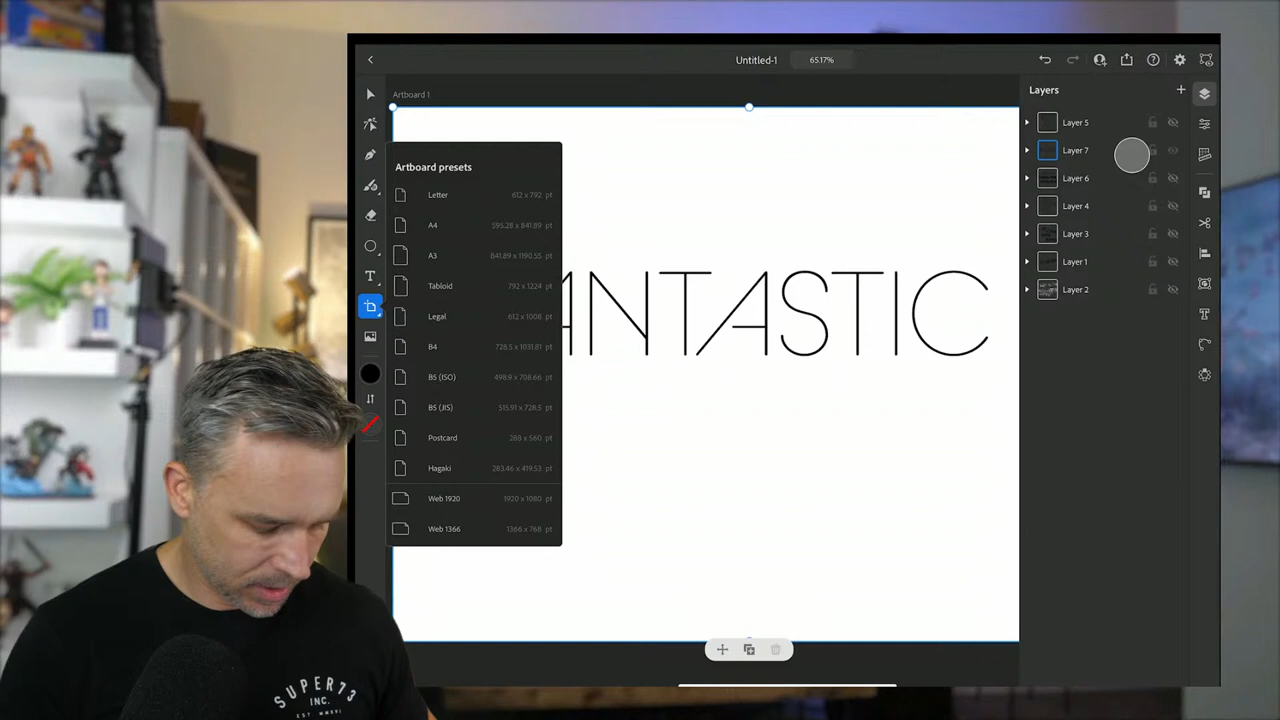 Untitled-1
65.17%
Artboard 1
Layers
Layer 5
Layer 7
Layer 6
Layer 4
Layer 3
Layer 1
Layer 2
Artboard presets
Letter 612 x 792 pt
A4 595.28 x 841.89 pt
A3 841.89 x 1190.55 pt
Tabloid 792 x 1224 pt
Legal 612 x 1008 pt
B4 728.5 x 1031.81 pt
B5 (ISO) 498.9 x 708.66 pt
B5 (JIS) 515.91 x 728.5 pt
Postcard 288 x 560 pt
Hagaki 283.46 x 419.53 pt
Web 1920 1920 x 1080 pt
Web 1366 1366 x 768 pt
ANTASTIC
T
T
SUPER73
INC.